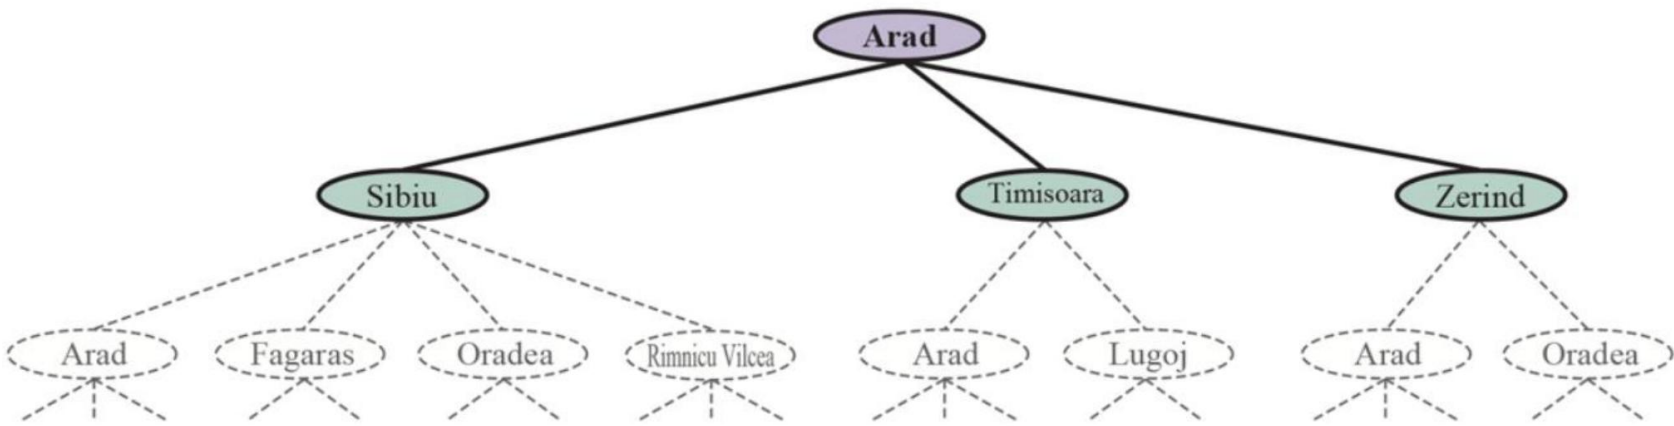 Arad
Sibiu
Timisoara
Zerind
Arad
Fagaras
Oradea
Rimnicu Vilcea
Arad
Lugoj
Arad
Oradea